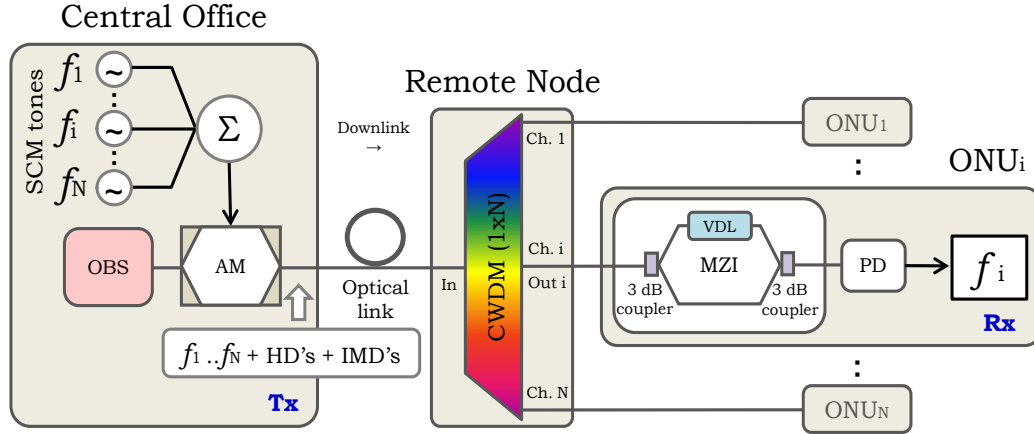 Central Office
SCM tones
f1
~
fi
~
fN
~
Σ
OBS
AM
f1 ..fN + HD's + IMD's
Tx
Downlink
→
Optical
link
Remote Node
In
CWDM (1xN)
Ch. 1
Ch. i
Out i
Ch. N
ONU1
ONUi
VDL
MZI
3 dB
coupler
3 dB
coupler
PD
f i
Rx
ONUN